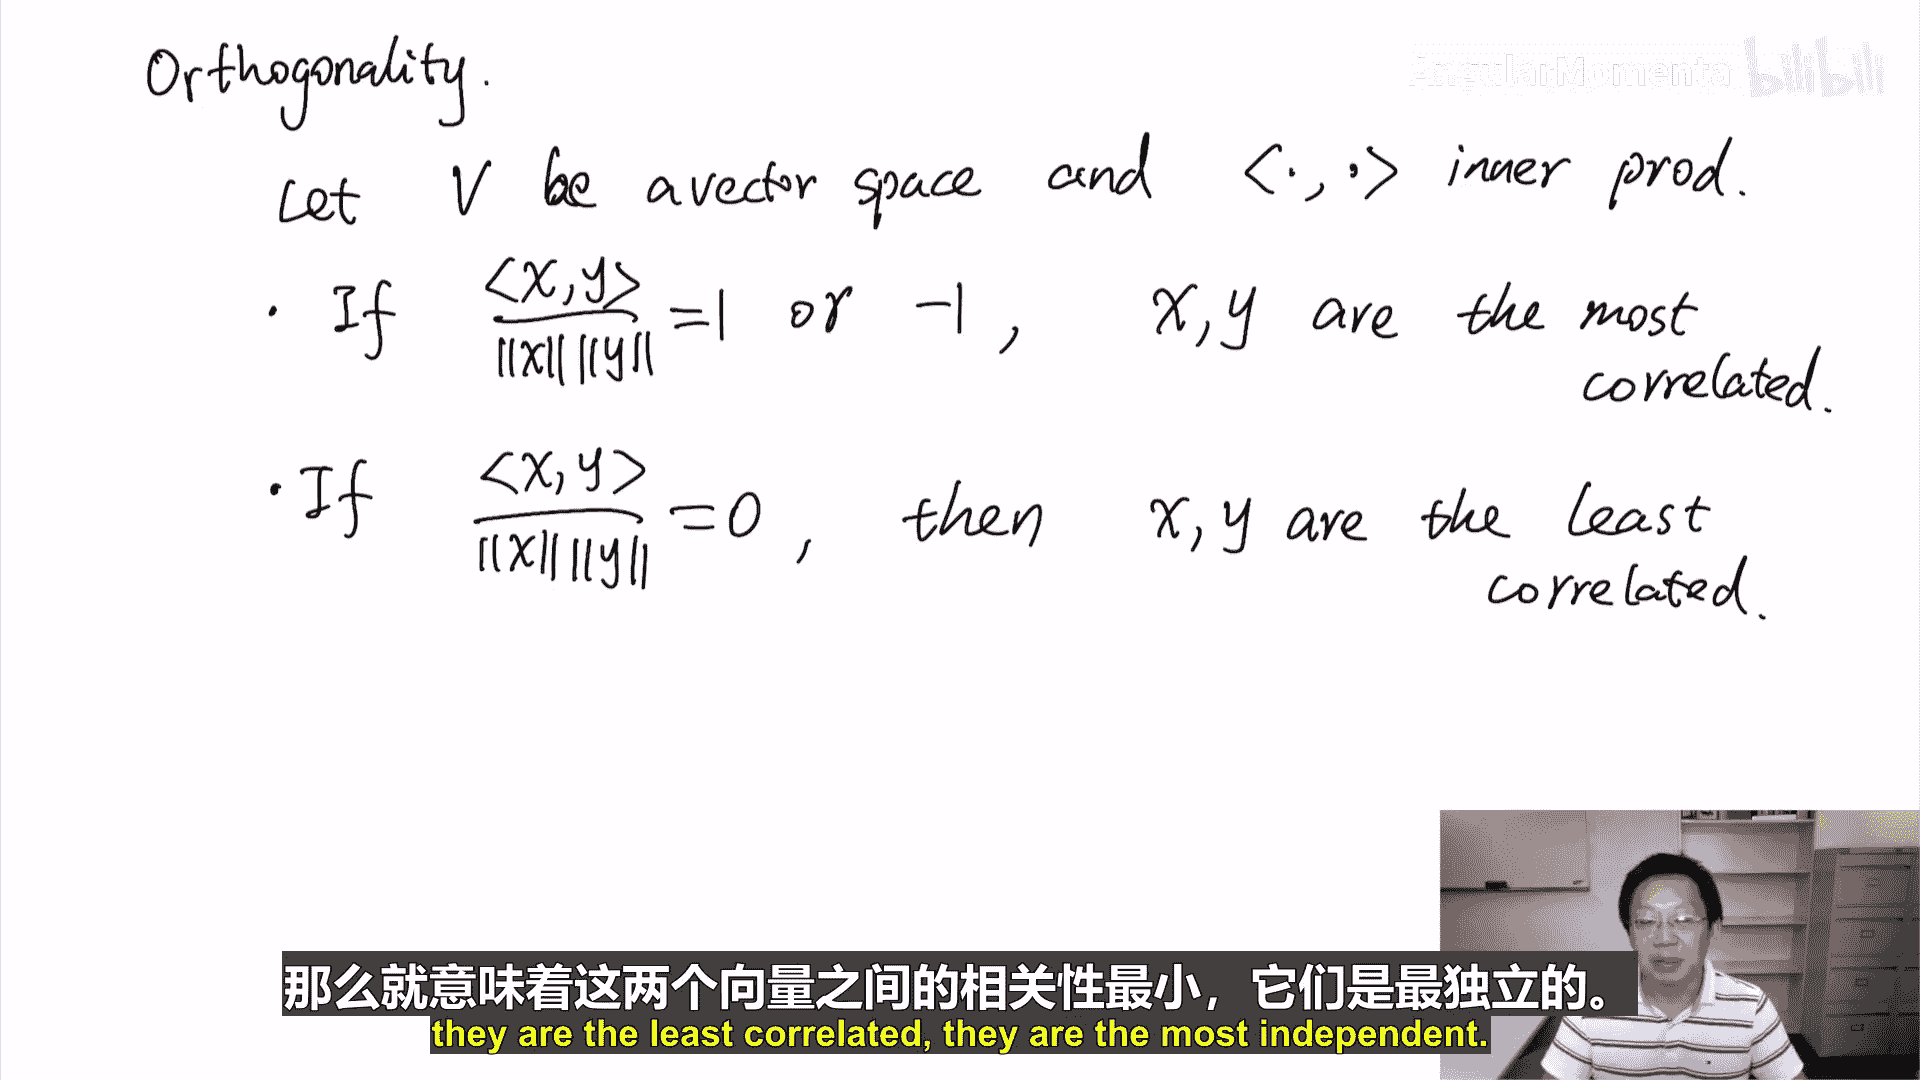 Orthogonality.
AngularMomenta bilibili
Let V be a vector space and <·,·> inner prod.
· If <x,y> / ||x|| ||y|| = 1 or -1, x, y are the most
correlated.
· If <x,y> / ||x|| ||y|| = 0, then x, y are the least
correlated.
那么就意味着这两个向量之间的相关性最小，它们是最独立的。
they are the least correlated, they are the most independent.